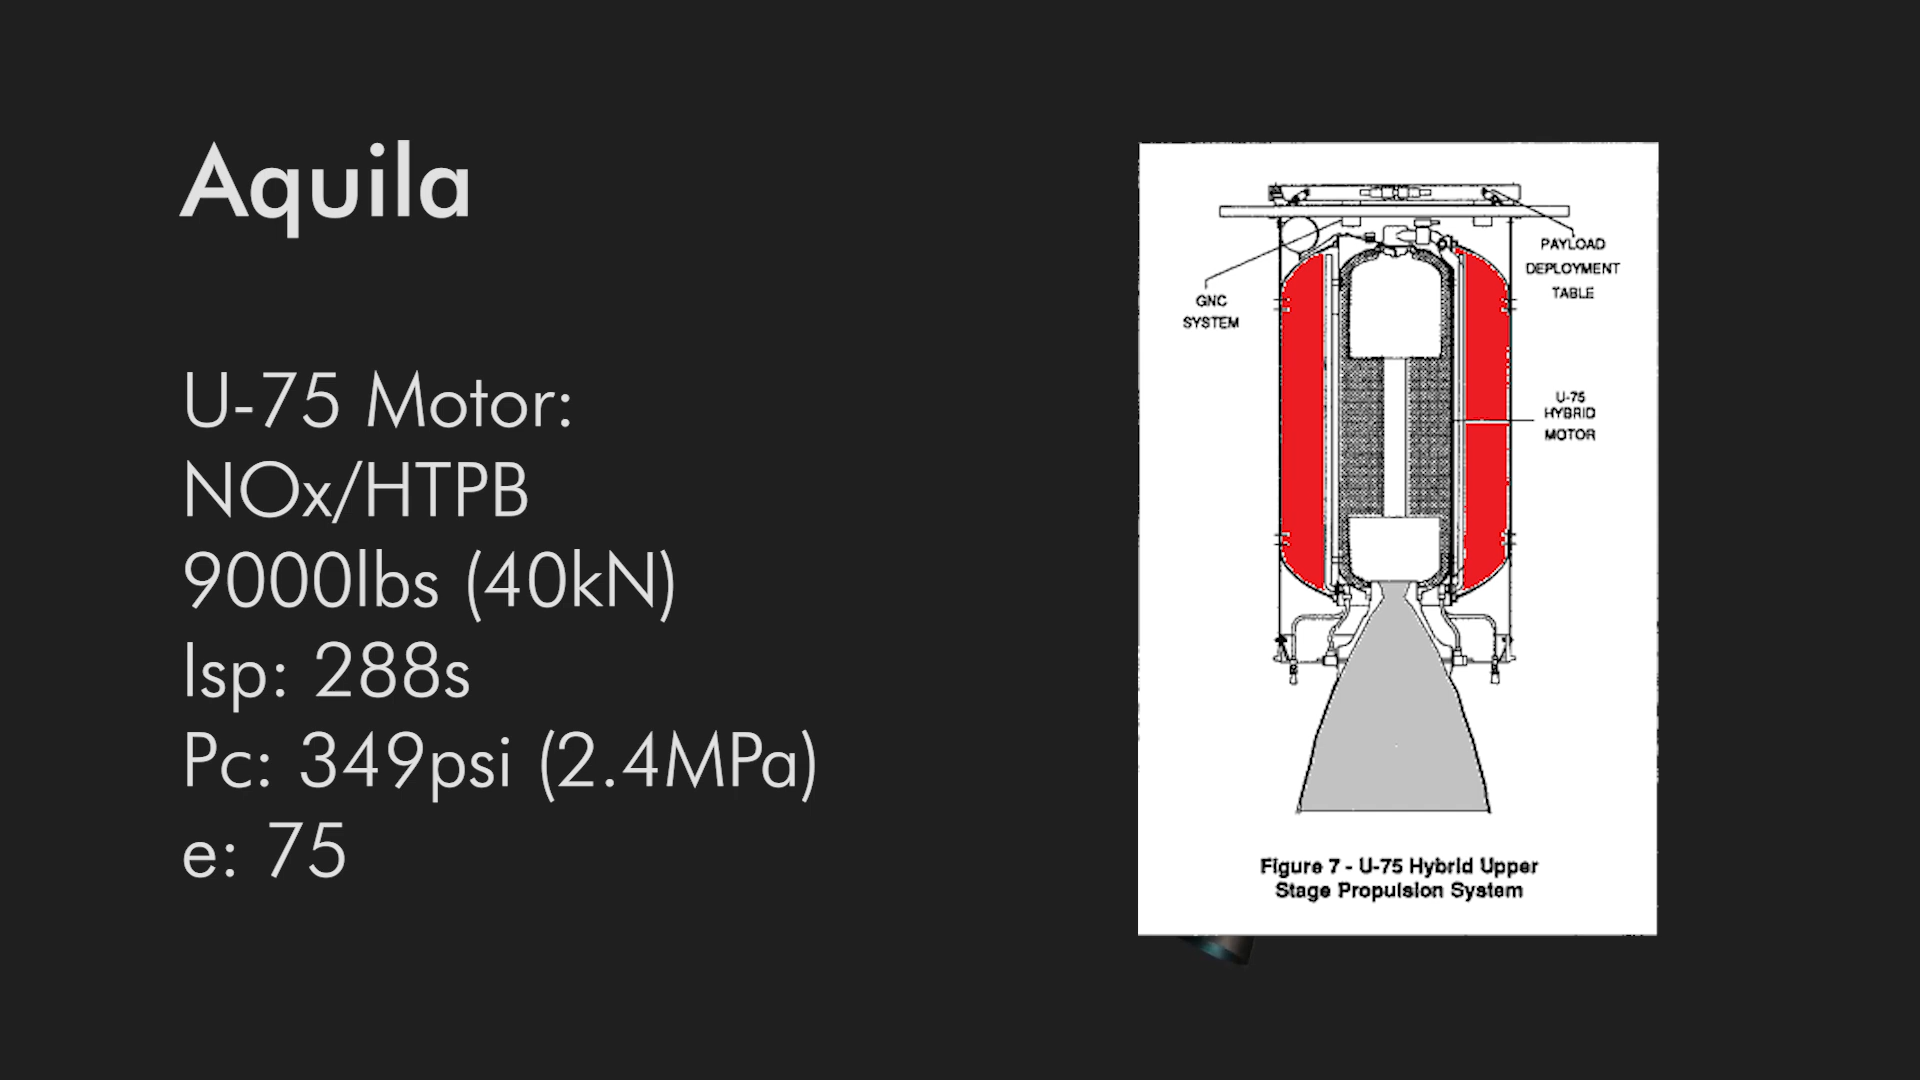 Aquila
U-75 Motor:
NOx/HTPB
9000lbs (40kN)
Isp: 288s
Pc: 349psi (2.4MPa)
e: 75
PAYLOAD
DEPLOYMENT
TABLE
GNC
SYSTEM
U-75
HYBRID
MOTOR
Figure 7 - U-75 Hybrid Upper
Stage Propulsion System